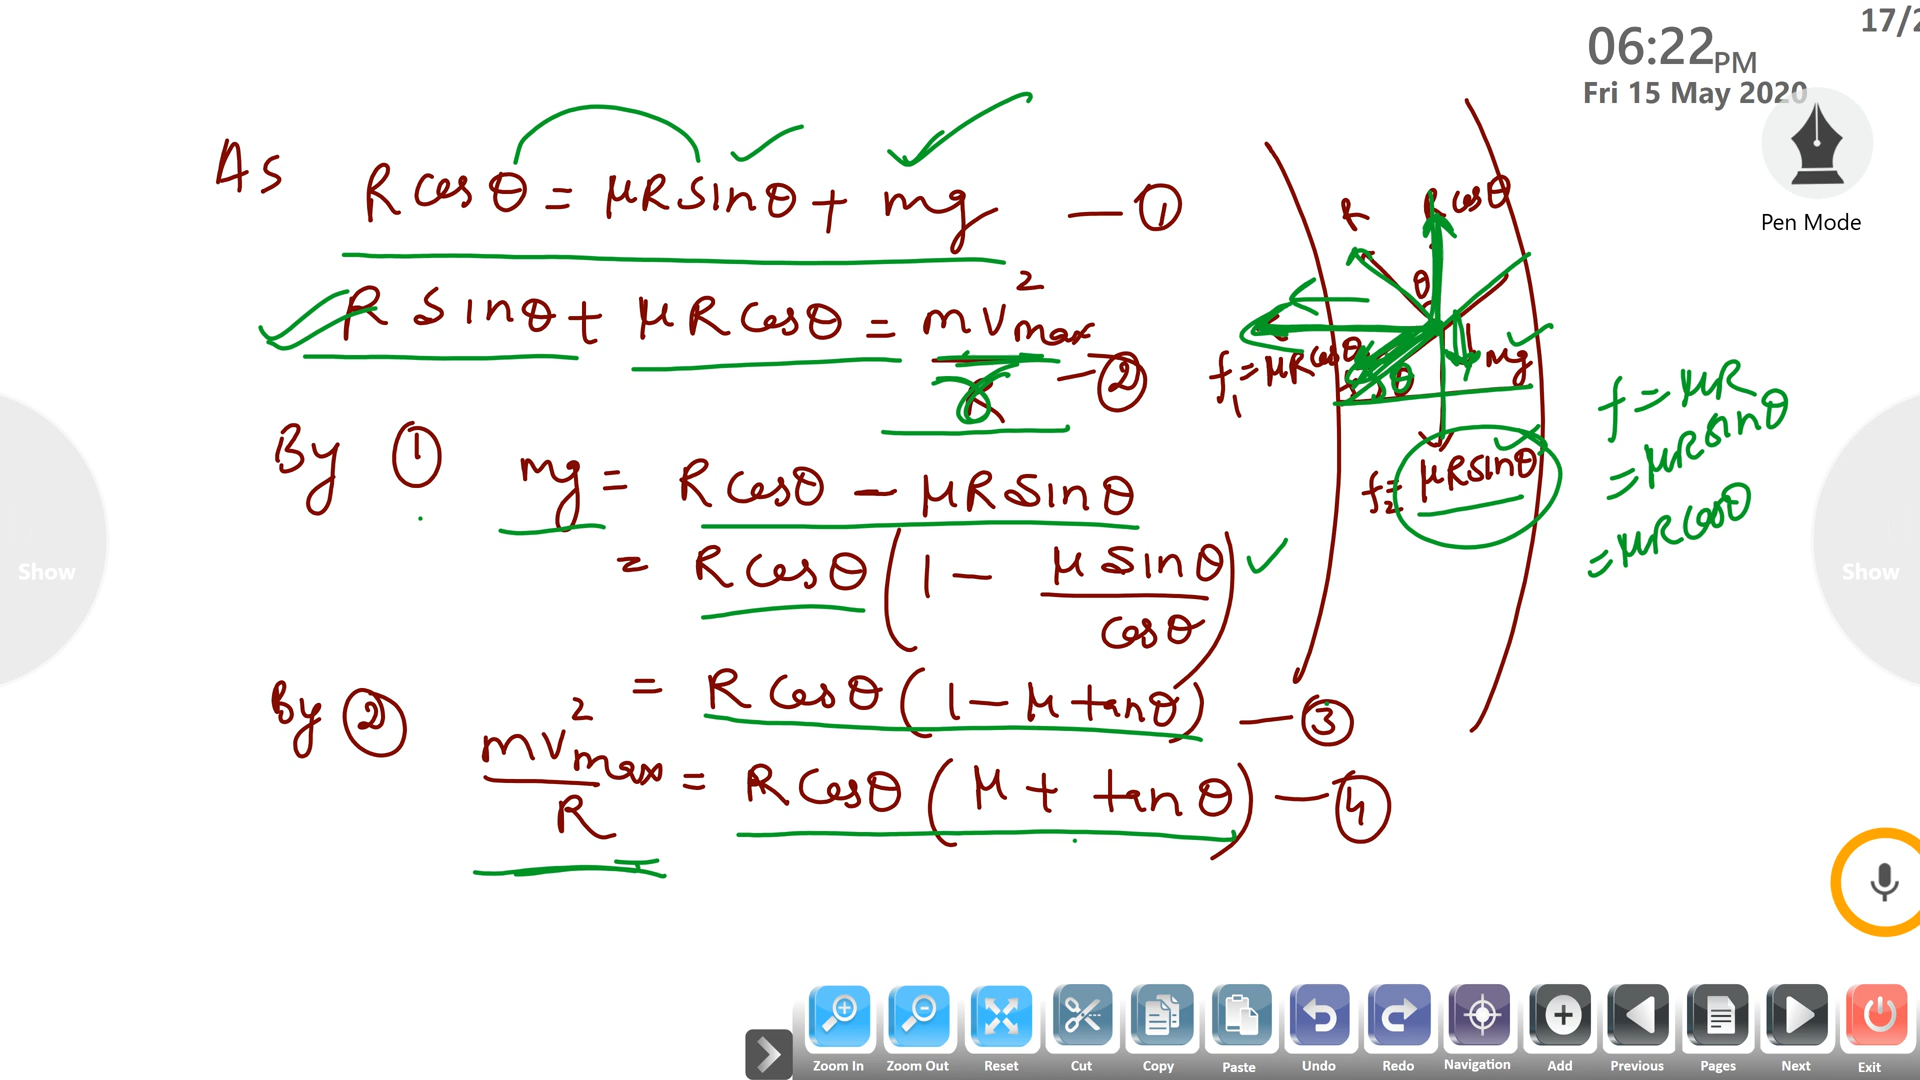 17/2
06:22PM
Fri 15 May 2020
Pen Mode
As R cosθ = μR sinθ + mg — ①
R sinθ + μR cosθ = mv²max / — ②
By ① mg = R cosθ – μR sinθ
= R cosθ (1 – μ sinθ / cosθ)
= R cosθ (1 – μ tanθ) — ③
By ② mv²max / R = R cosθ (μ + tanθ) — ④
R
R cosθ
θ
f₁ = μR cosθ
θ
mg
f₂ = μR sinθ
f = μR
= μR sinθ
= μR cosθ
Show
Show
Zoom In Zoom Out Reset Cut Copy Paste Undo Redo Navigation Add Previous Pages Next Exit